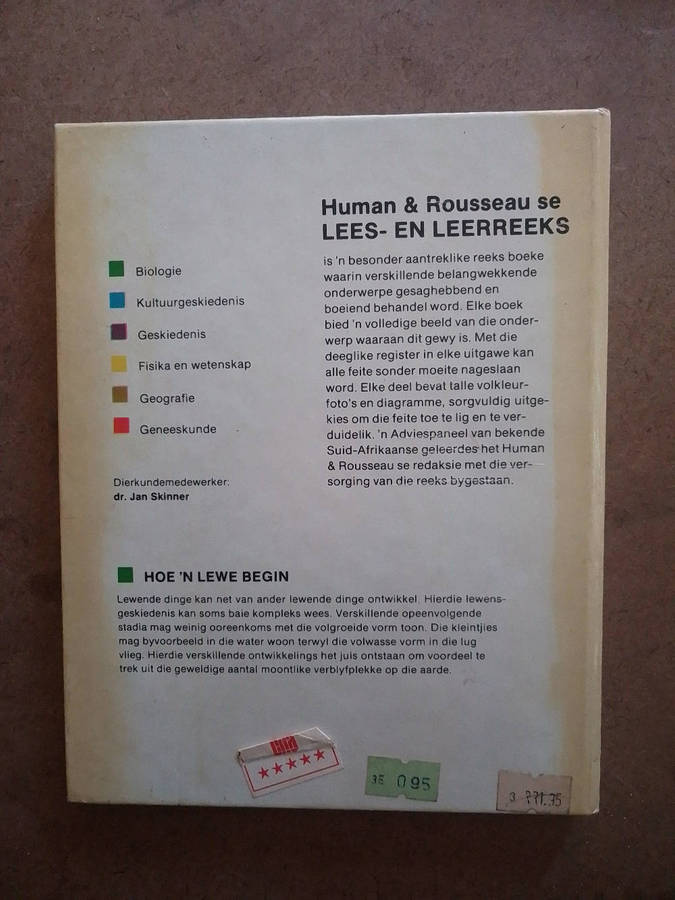 Human & Rousseau se
LEES- EN LEERREEKS
is 'n besonder aantreklike reeks boeke
waarin verskillende belangwekkende
onderwerpe gesaghebbend en
boeiend behandel word. Elke boek
bied 'n volledige beeld van die onder-
werp waaraan dit gewy is. Met die
deeglike register in elke uitgawe kan
alle feite sonder moeite nageslaan
word. Elke deel bevat talle volkleur-
foto's en diagramme, sorgvuldig uitge-
kies om die feite toe te lig en te ver-
duidelik. 'n Adviespaneel van bekende
Suid-Afrikaanse geleerdes het Human
& Rousseau se redaksie met die ver-
sorging van die reeks bygestaan.
Biologie
Kultuurgeskiedenis
Geskiedenis
Fisika en wetenskap
Geografie
Geneeskunde
Dierkundemedewerker:
dr. Jan Skinner
HOE 'N LEWE BEGIN
Lewende dinge kan net van ander lewende dinge ontwikkel. Hierdie lewens-
geskiedenis kan soms baie kompleks wees. Verskillende opeenvolgende
stadia mag weinig ooreenkoms met die volgroeide vorm toon. Die kleintjies
mag byvoorbeeld in die water woon terwyl die volwasse vorm in die lug
vlieg. Hierdie verskillende ontwikkelings het juis ontstaan om voordeel te
trek uit die geweldige aantal moontlike verblyfplekke op die aarde.
3E 095